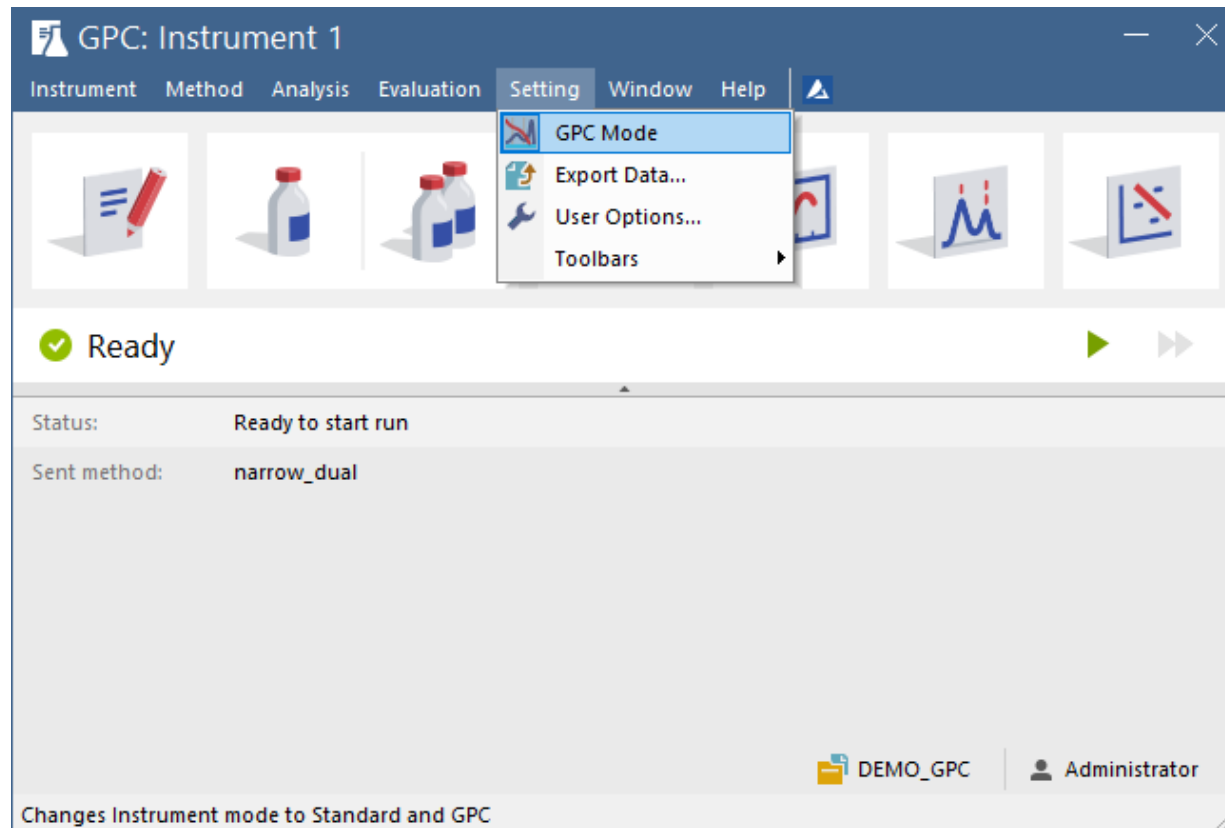 GPC: Instrument 1
Instrument Method Analysis Evaluation Setting Window Help
GPC Mode
Export Data...
User Options...
Toolbars
Ready
Status: Ready to start run
Sent method: narrow_dual
DEMO_GPC Administrator
Changes Instrument mode to Standard and GPC